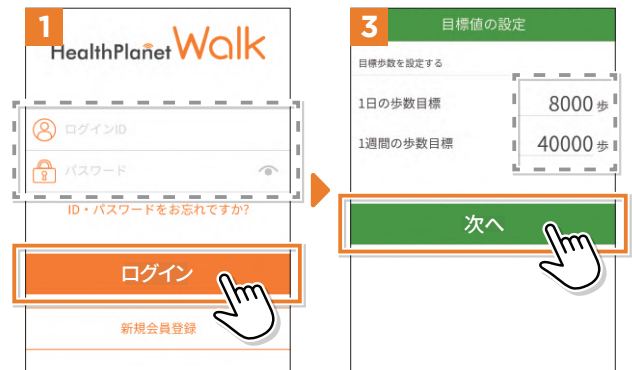 1
HealthPlanet Walk
ログインID
パスワード
ID・パスワードをお忘れですか?
ログイン
新規会員登録
3
目標値の設定
目標歩数を設定する
1日の歩数目標 8000 歩
1週間の歩数目標 40000 歩
次へ